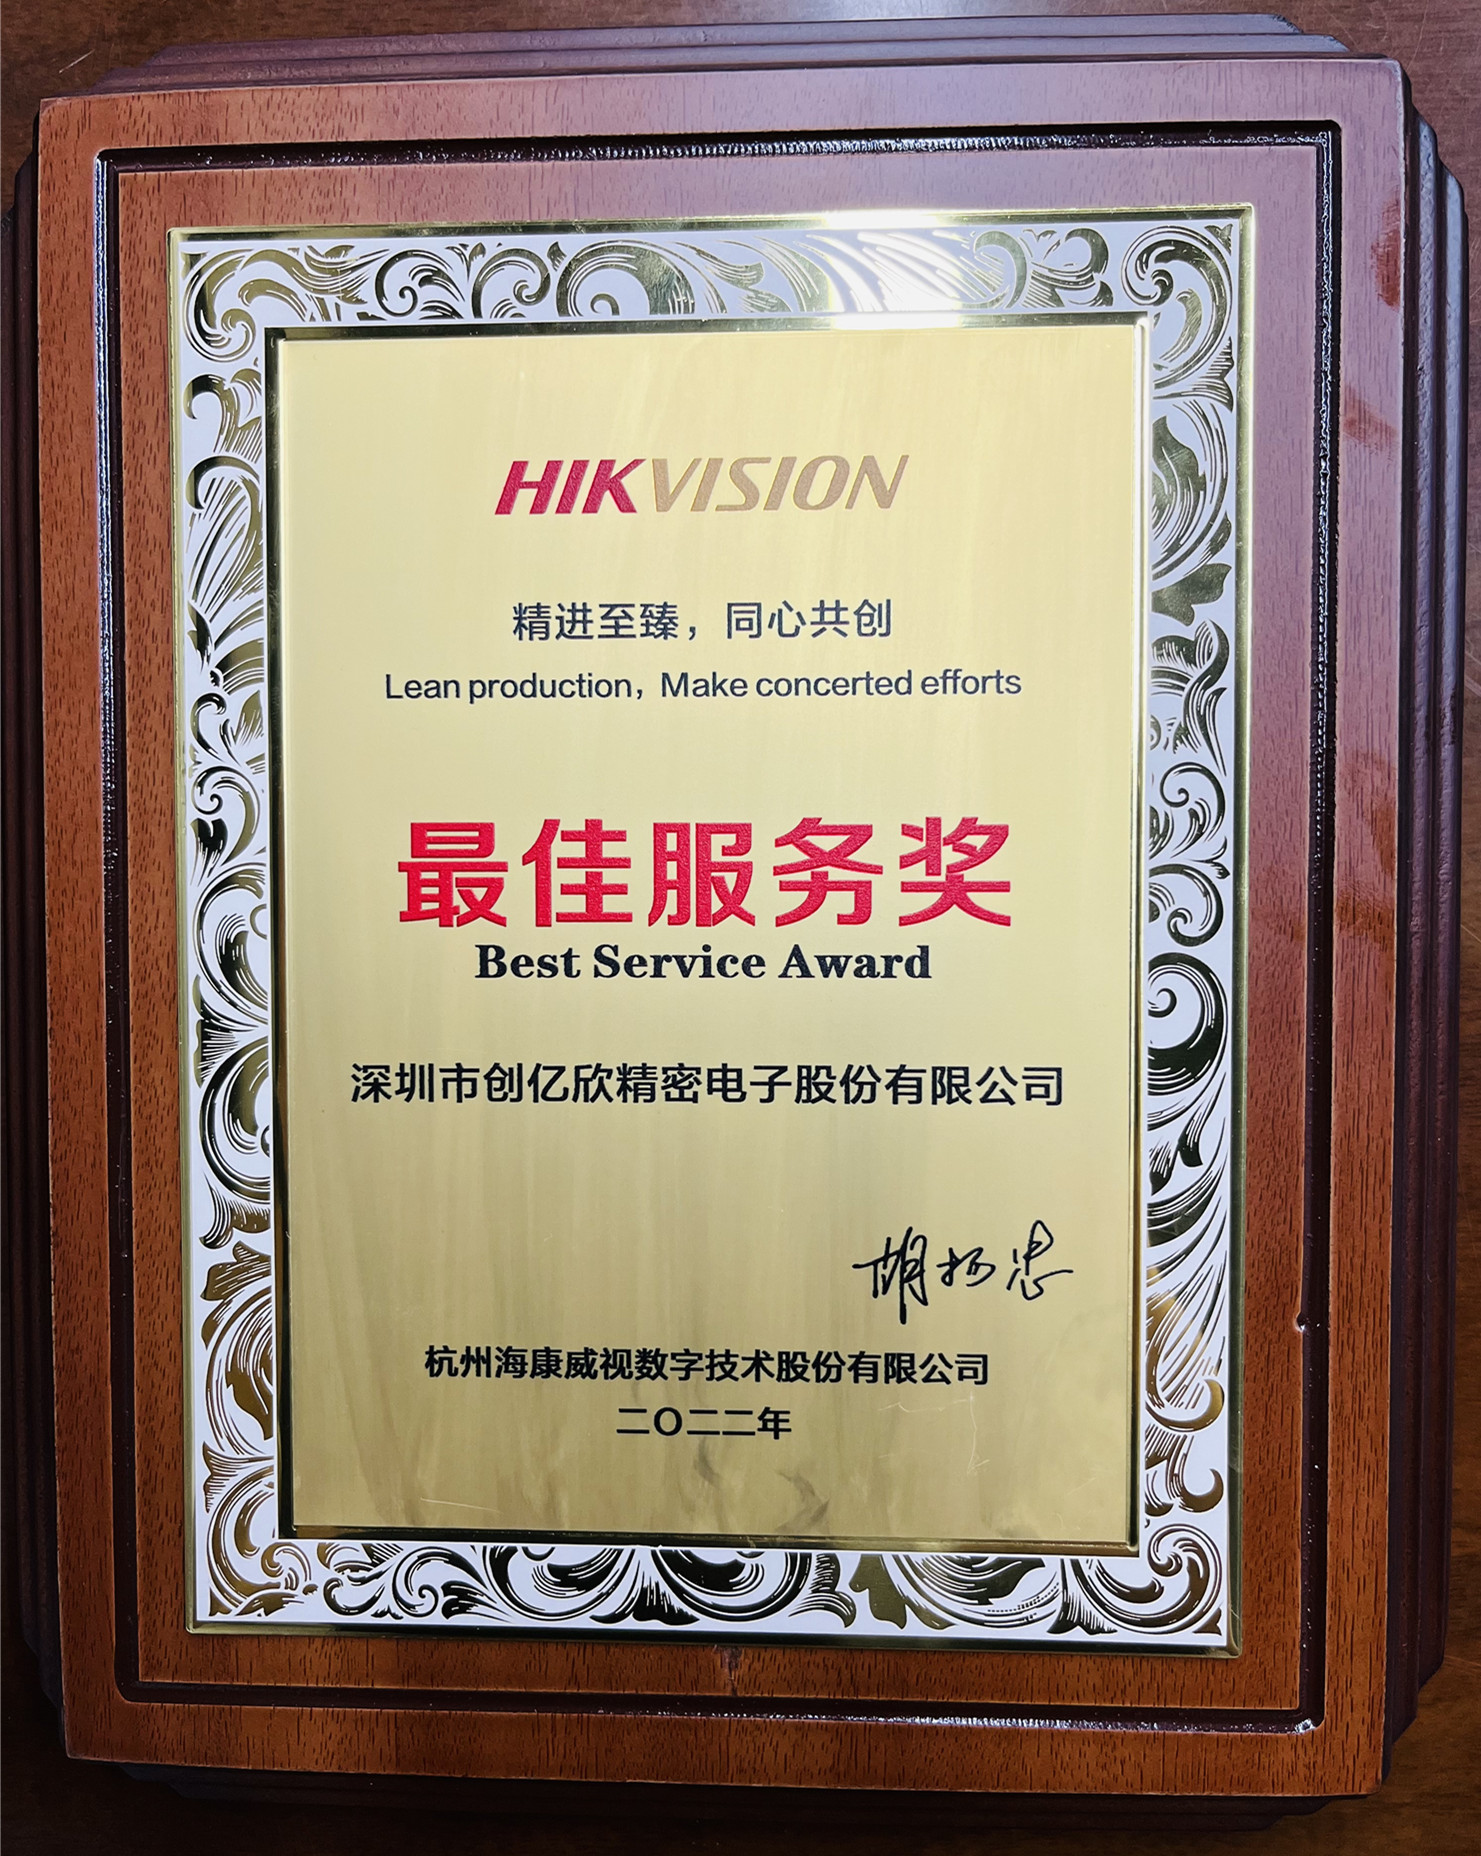 HIKVISION
精进至臻，同心共创
Lean production, Make concerted efforts
最佳服务奖
Best Service Award
深圳市创亿欣精密电子股份有限公司
胡扬忠
杭州海康威视数字技术股份有限公司
二〇二二年